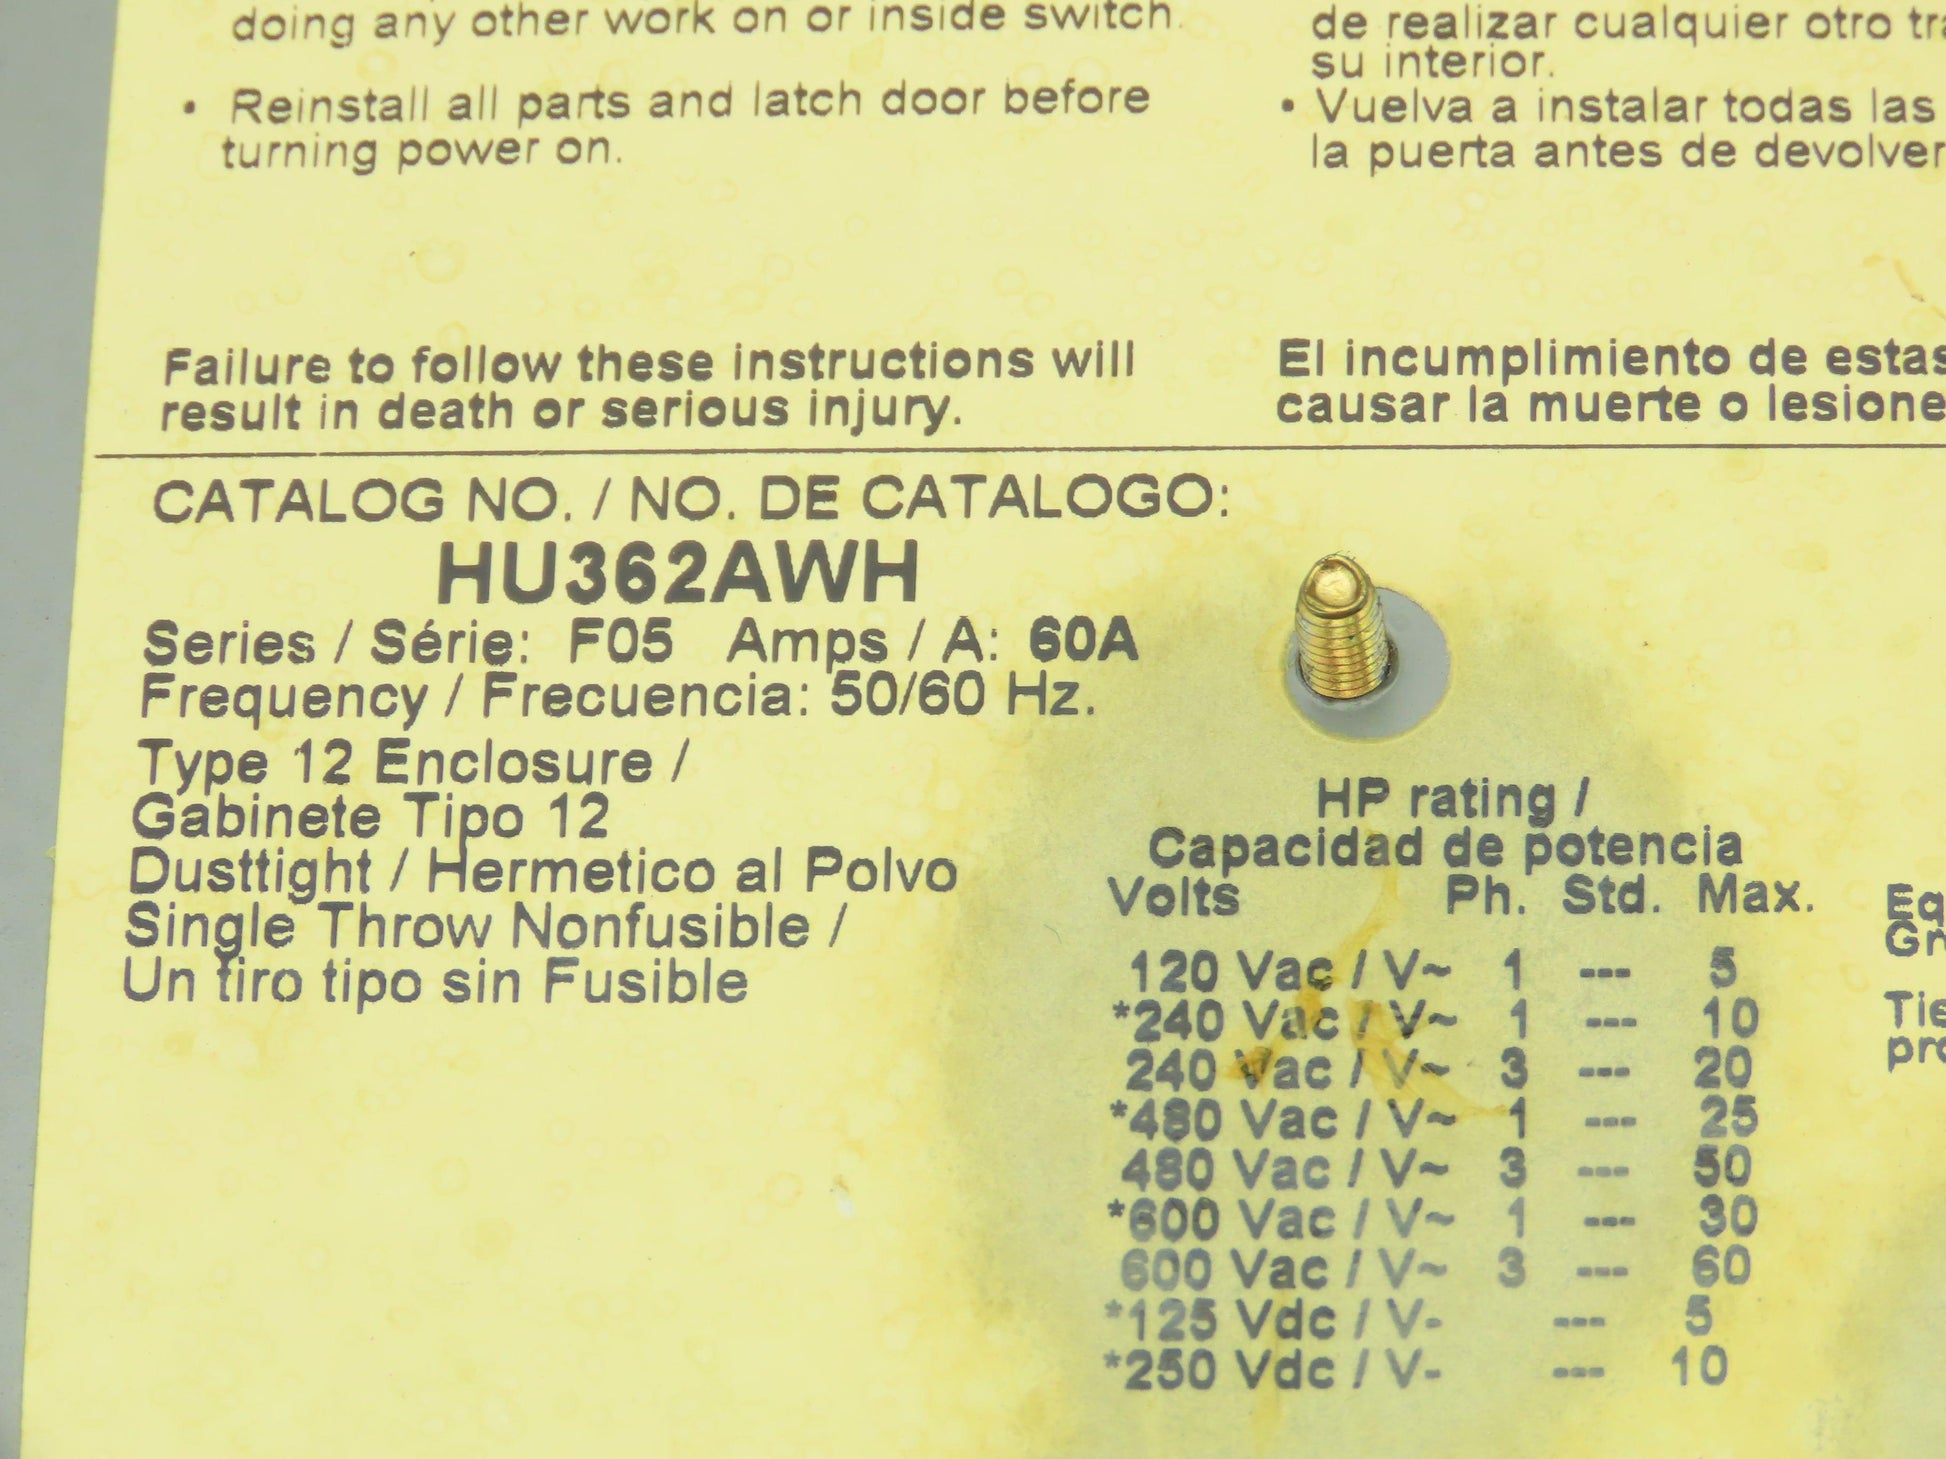 doing any other work on or inside switch.
• Reinstall all parts and latch door before
turning power on.
Failure to follow these instructions will
result in death or serious injury.
de realizar cualquier otro
su interior.
• Vuelva a instalar todas las
la puerta antes de devolver
El incumplimiento de estas
causar la muerte o lesione
CATALOG NO. / NO. DE CATALOGO:
HU362AWH
Series / Série: F05 Amps / A: 60A
Frequency / Frecuencia: 50/60 Hz.
Type 12 Enclosure /
Gabinete Tipo 12
Dusttight / Hermetico al Polvo
Single Throw Nonfusible /
Un tiro tipo sin Fusible
HP rating /
Capacidad de potencia
Volts Ph. Std. Max.
120 Vac / V~ 1 --- 5
*240 Vac / V~ 1 --- 10
240 Vac / V~ 3 --- 20
*480 Vac / V~ 1 --- 25
480 Vac / V~ 3 --- 50
*600 Vac / V~ 1 --- 30
600 Vac / V~ 3 --- 60
*125 Vdc / V- --- 5
*250 Vdc / V- --- 10